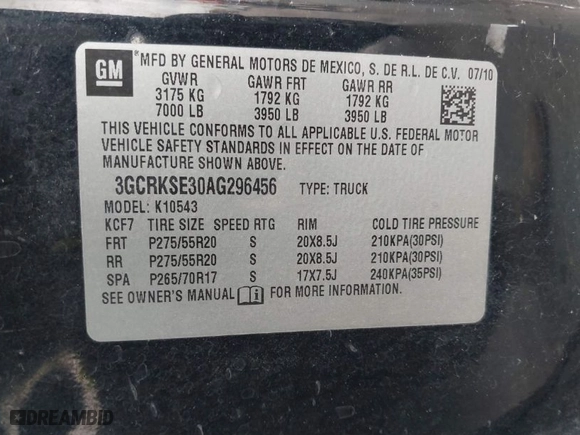 GM
*MFD BY GENERAL MOTORS DE MEXICO, S. DE R.L. DE C.V. 07/10
GVWR GAWR FRT GAWR RR
3175 KG 1792 KG 1792 KG
7000 LB 3950 LB 3950 LB
THIS VEHICLE CONFORMS TO ALL APPLICABLE U.S. FEDERAL MOTOR
VEHICLE SAFETY STANDARDS IN EFFECT ON THE DATE OF
MANUFACTURE SHOWN ABOVE.
3GCRKSE30AG296456 TYPE: TRUCK
MODEL: K10543
KCF7 TIRE SIZE SPEED RTG RIM COLD TIRE PRESSURE
FRT P275/55R20 S 20X8.5J 210KPA(30PSI)
RR P275/55R20 S 20X8.5J 210KPA(30PSI)
SPA P265/70R17 S 17X7.5J 240KPA(35PSI)
SEE OWNER'S MANUAL i FOR MORE INFORMATION.
DREAMBID